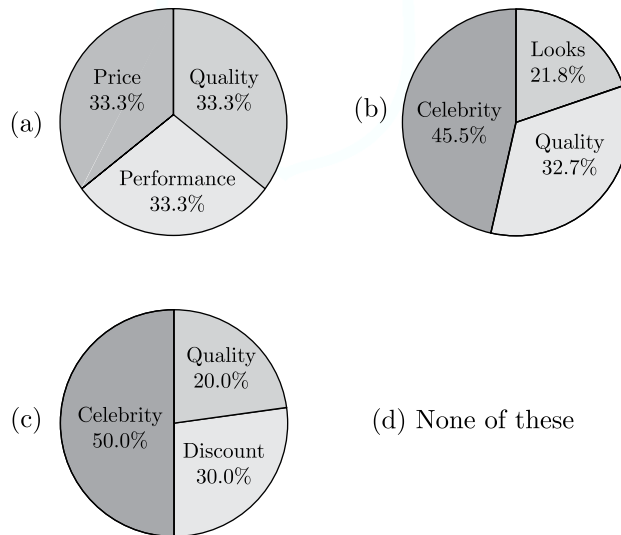 (a)
Price
33.3%
Quality
33.3%
Performance
33.3%
(b)
Looks
21.8%
Celebrity
45.5%
Quality
32.7%
(c)
Quality
20.0%
Celebrity
50.0%
Discount
30.0%
(d) None of these